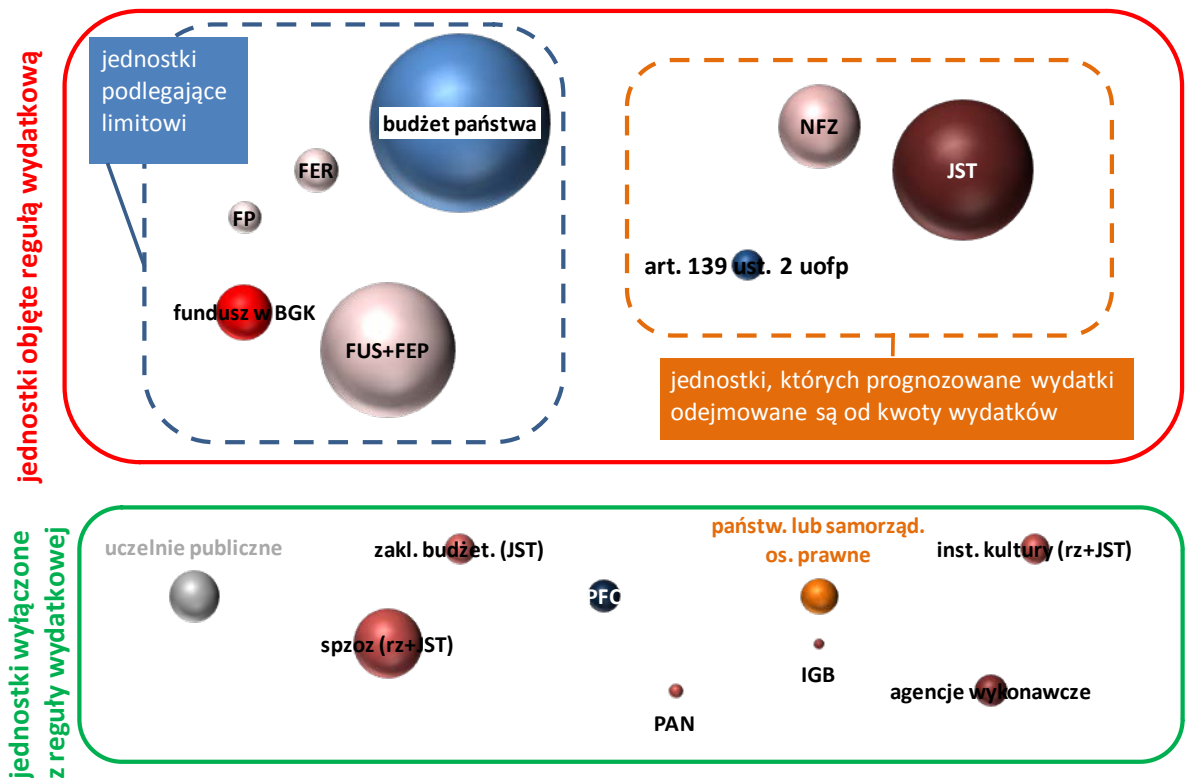 jednostki objęte regułą wydatkową
jednostki
podlegające
limitowi
budżet państwa
FER
FP
fundusz w BGK
FUS+FEP
NFZ
JST
art. 139 ust. 2 uofp
jednostki, których prognozowane wydatki
odejmowane są od kwoty wydatków
jednostki wyłączone
z reguły wydatkowej
uczelnie publiczne
zakl. budżet. (JST)
państw. lub samorząd.
os. prawne
inst. kultury (rz+JST)
PFC
spzoz (rz+JST)
IGB
agencje wykonawcze
PAN